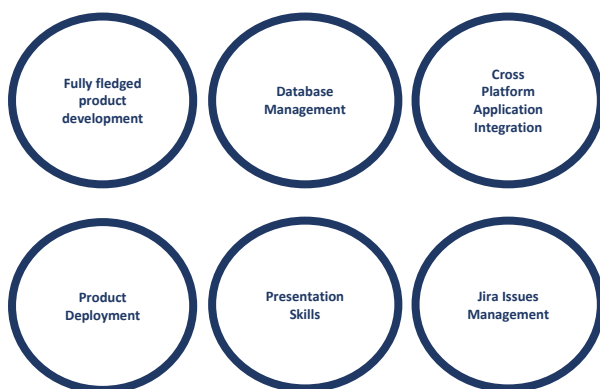 Fully fledged
product
development
Database
Management
Cross
Platform
Application
Integration
Product
Deployment
Presentation
Skills
Jira Issues
Management